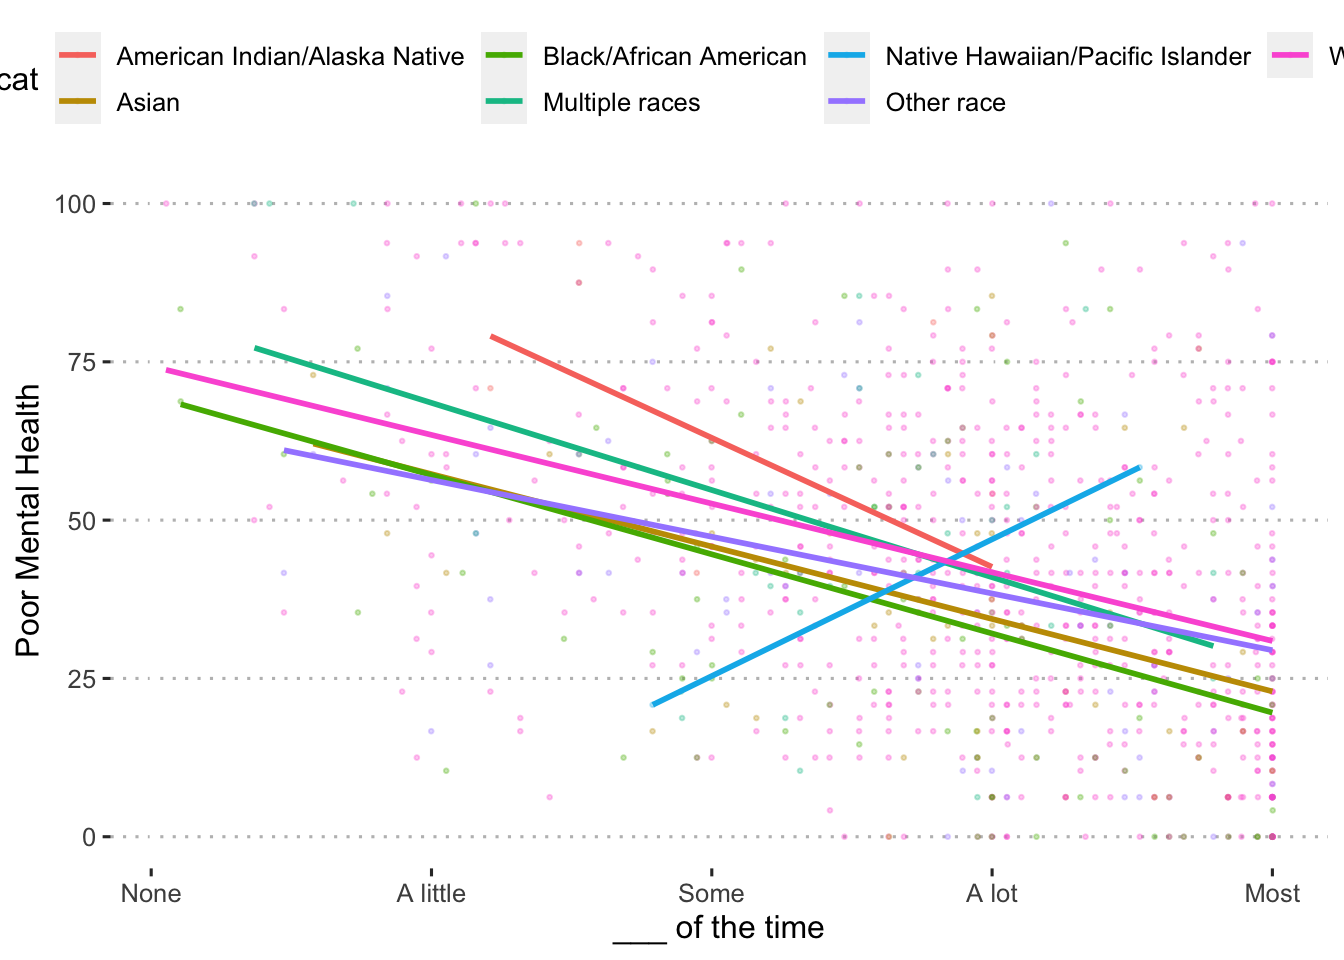 cat
American Indian/Alaska Native
Black/African American
Native Hawaiian/Pacific Islander
W
Asian
Multiple races
Other race
Poor Mental Health
100
75
50
25
0
None
A little
Some
A lot
Most
___ of the time